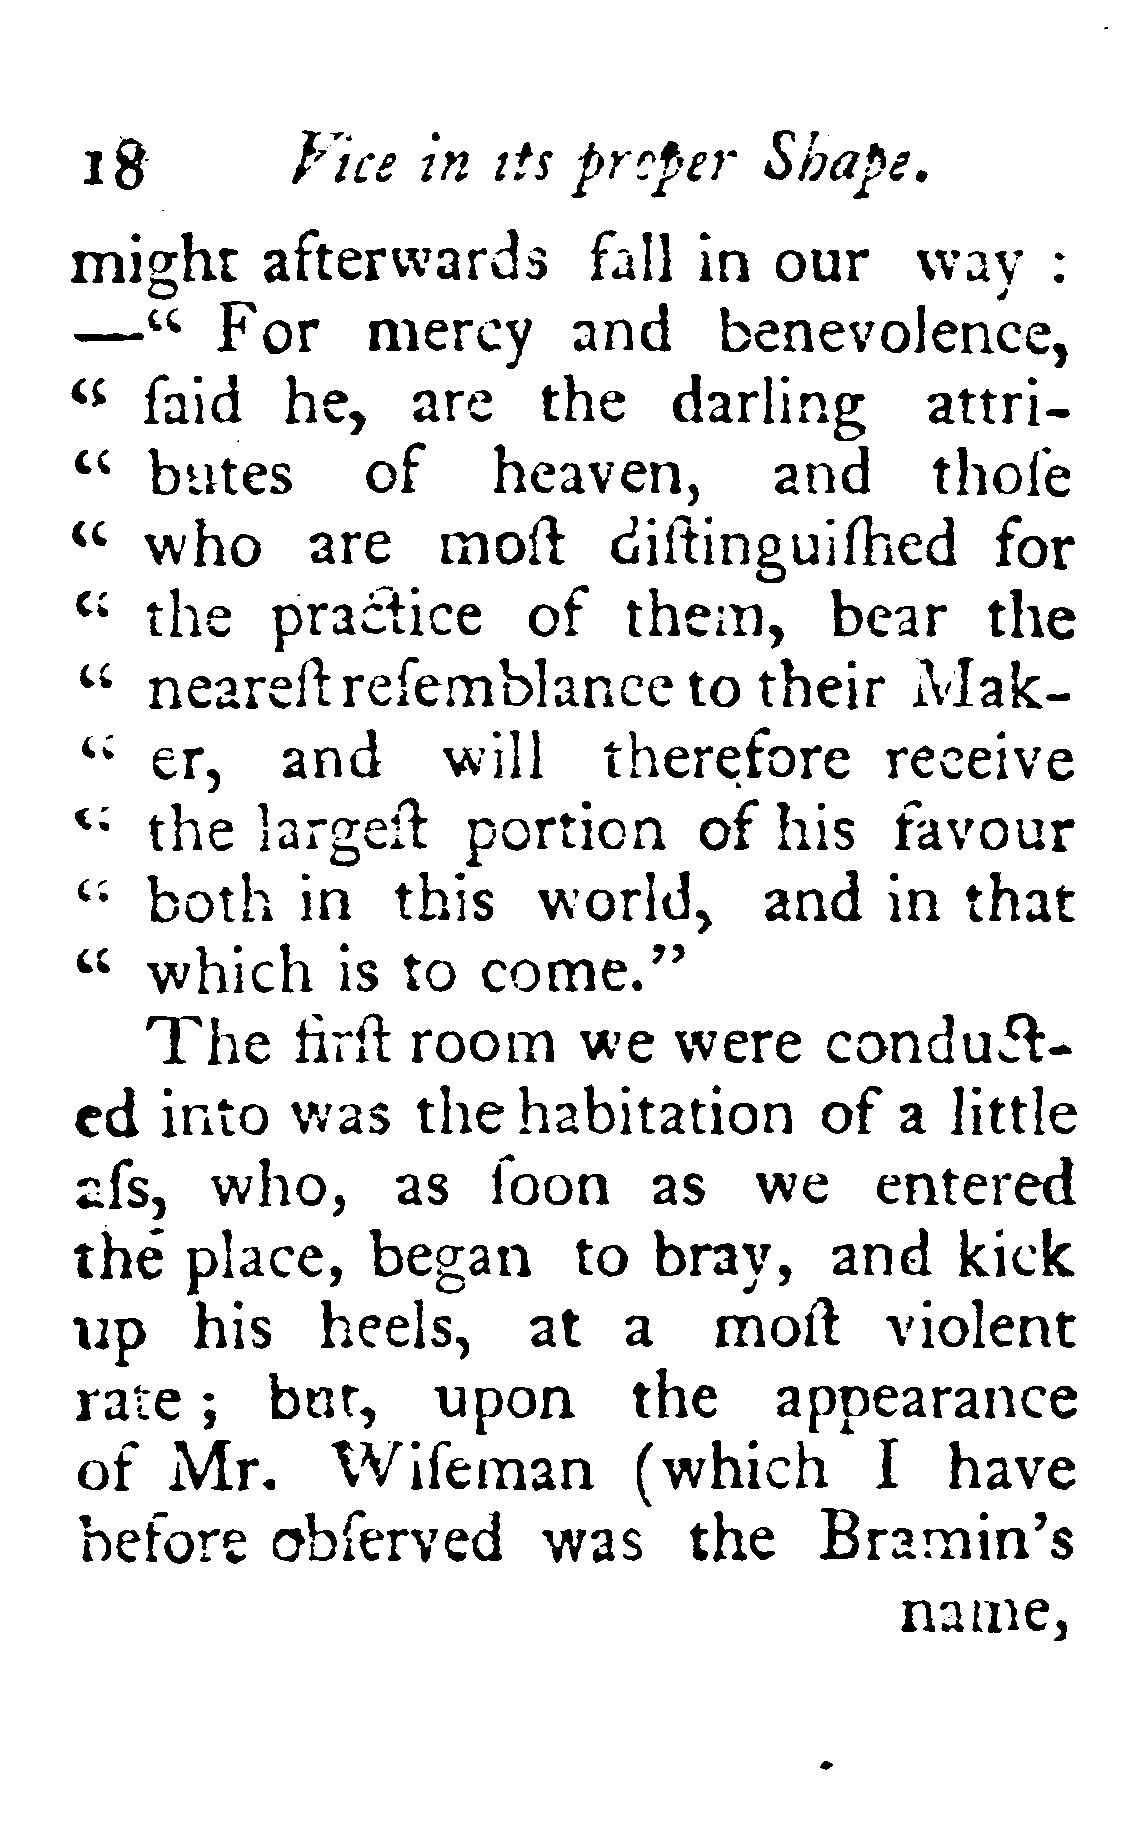 18 Vice in its proper Shape.
might afterwards fall in our way :
—“ For mercy and benevolence,
“ ſaid he, are the darling attri-
“ butes of heaven, and thoſe
“ who are moſt diſtinguiſhed for
“ the practice of them, bear the
“ neareſt reſemblance to their Mak-
“ er, and will therefore receive
“ the largeſt portion of his favour
“ both in this world, and in that
“ which is to come.”
The firſt room we were conduct-
ed into was the habitation of a little
aſs, who, as ſoon as we entered
the place, began to bray, and kick
up his heels, at a moſt violent
rate ; but, upon the appearance
of Mr. Wiſeman (which I have
before obſerved was the Bramin’s
name,